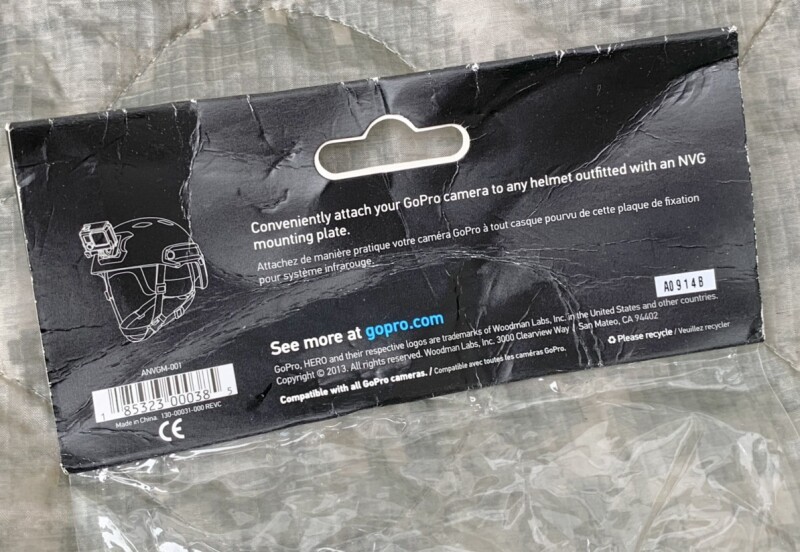 Conveniently attach your GoPro camera to any helmet outfitted with an NVG
mounting plate.
Attachez de manière pratique votre caméra GoPro à tout casque pourvu de cette plaque de fixation
pour système infrarouge.
A0914B
See more at gopro.com
GoPro, HERO and their respective logos are trademarks of Woodman Labs, Inc. in the United States and other countries.
Copyright © 2013. All rights reserved. Woodman Labs, Inc. 3000 Clearview Way / San Mateo, CA 94402
Compatible with all GoPro cameras. / Compatible avec toutes les caméras GoPro.
Please recycle / Veuillez recycler
ANVGM-001
1 85323 00038 5
Made in China. 130-00031-000 REVC
CE